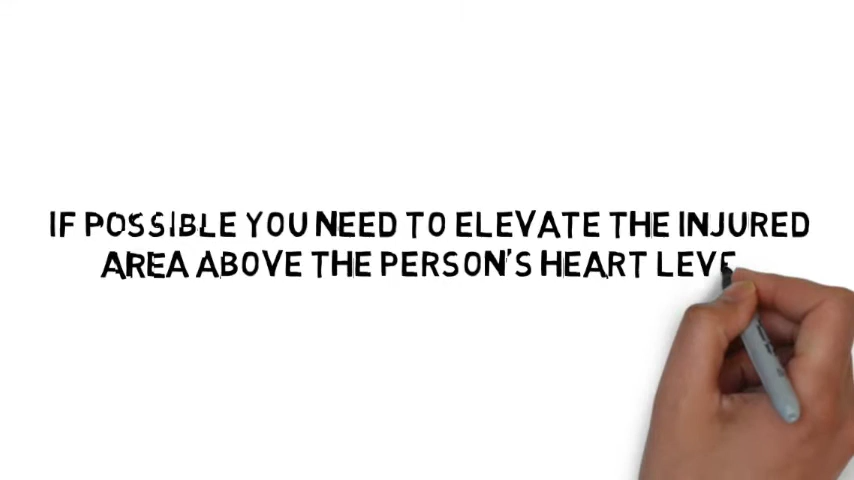 IF POSSIBLE YOU NEED TO ELEVATE THE INJURED
AREA ABOVE THE PERSON'S HEART LEVE